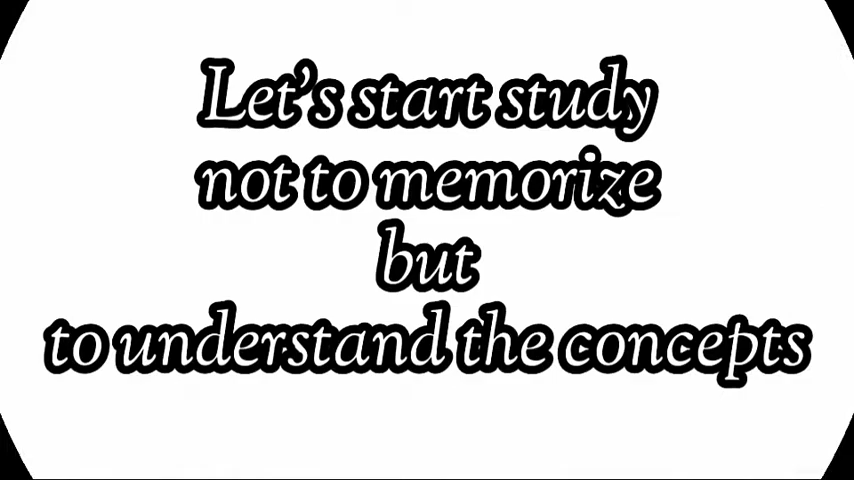 Let's start study
not to memorize
but
to understand the concepts